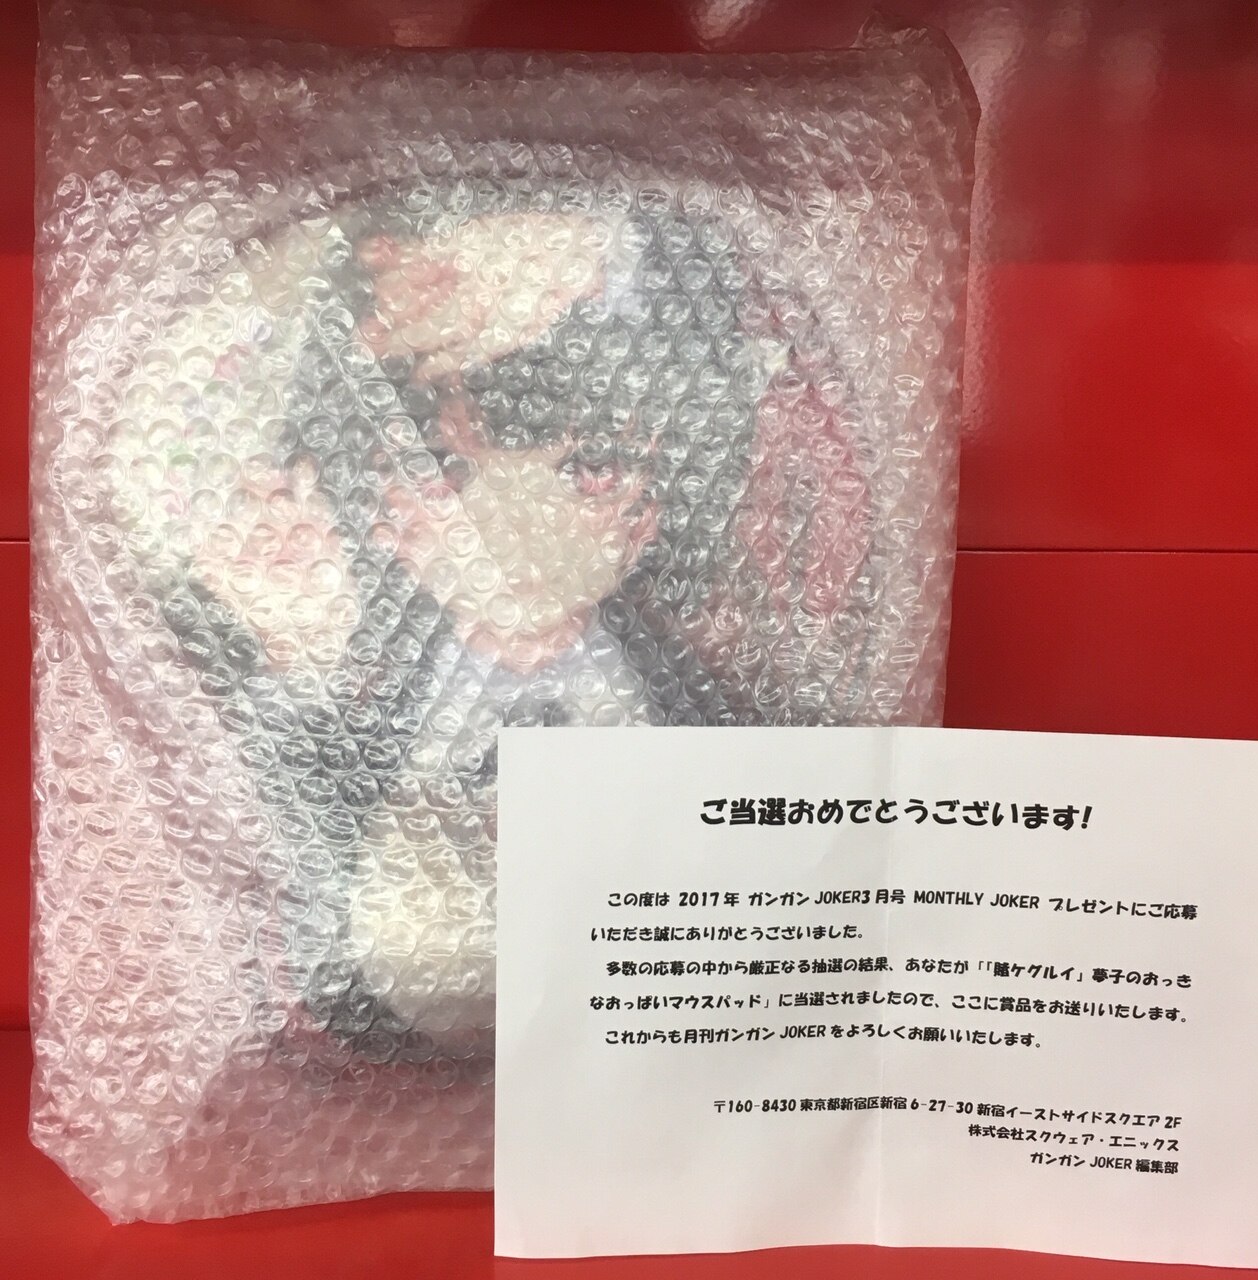 ご当選おめでとうございます!
この度は 2017年 ガンガン JOKER3月号 MONTHLY JOKER プレゼントにご応募
いただき誠にありがとうございました。
多数の応募の中から厳正なる抽選の結果、あなたが「「賭ケグルイ」夢子のおっき
なおっぱいマウスパッド」に当選されましたので、ここに賞品をお送りいたします。
これからも月刊ガンガン JOKER をよろしくお願いいたします。
〒160-8430 東京都新宿区新宿 6-27-30 新宿イーストサイドスクエア 2F
株式会社スクウェア・エニックス
ガンガン JOKER 編集部